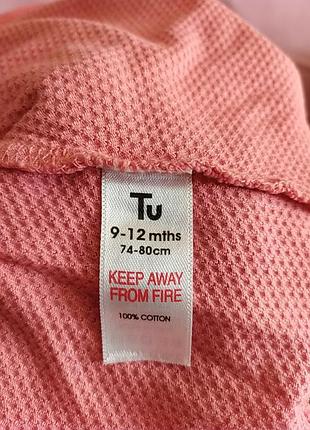 Tu
9-12 mths
74-80cm
KEEP AWAY
FROM FIRE
100% COTTON